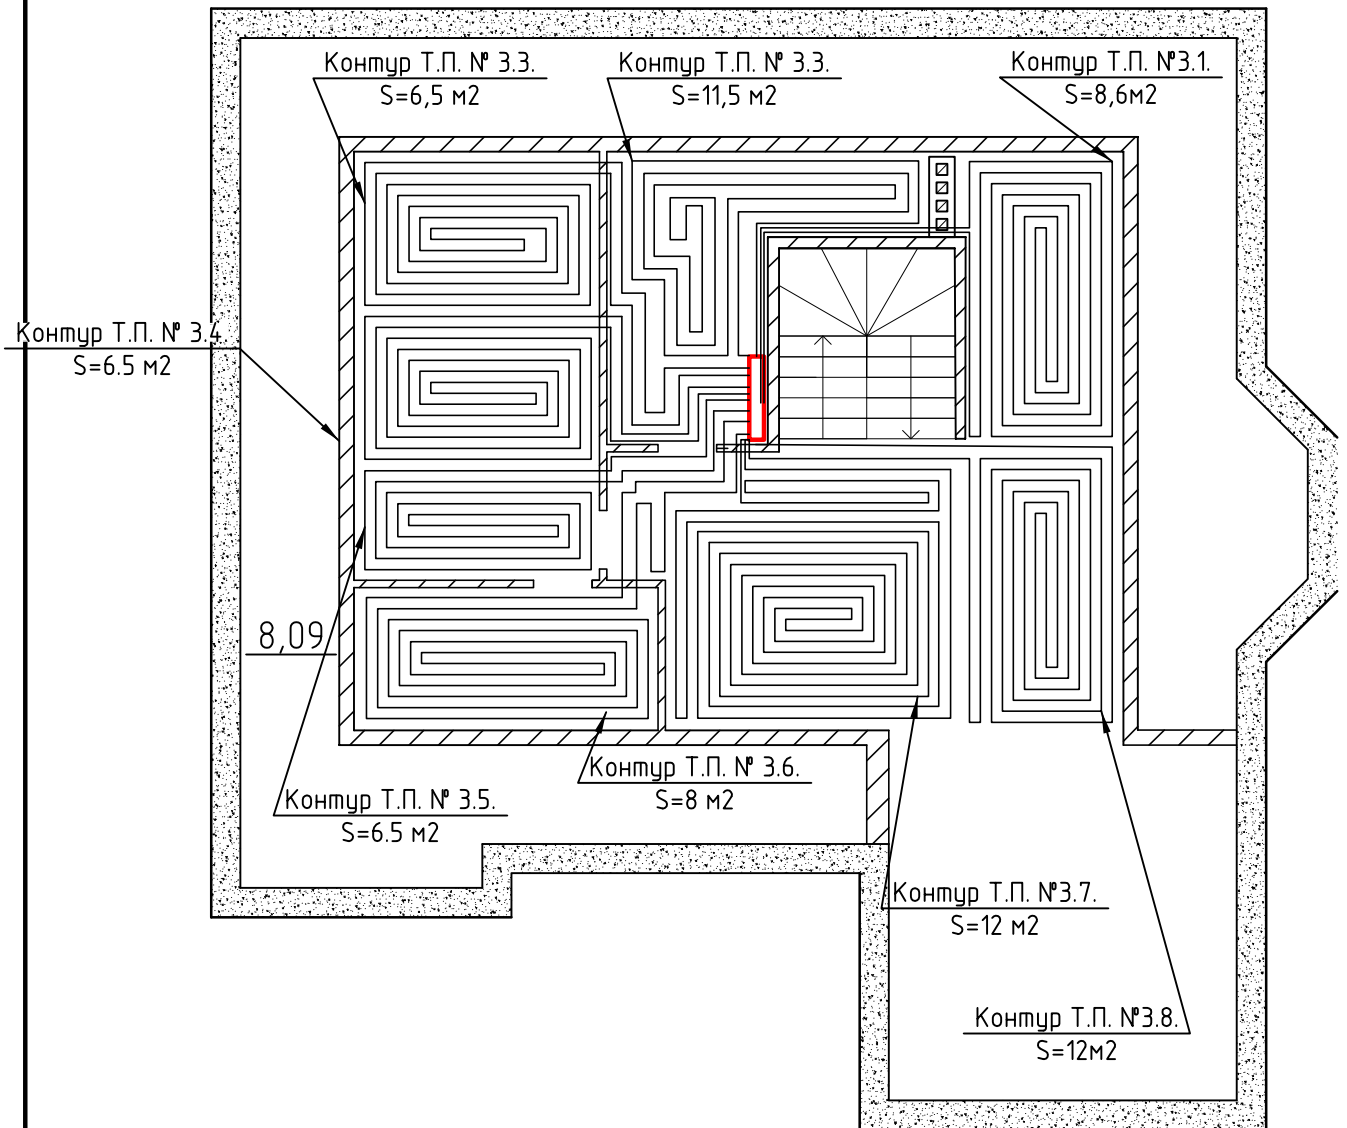 Контур Т.П. № 3.3.
S=6,5 м2
Контур Т.П. № 3.3.
S=11,5 м2
Контур Т.П. №3.1.
S=8,6м2
Контур Т.П. № 3.4
S=6.5 м2
8,09
Контур Т.П. № 3.6.
S=8 м2
Контур Т.П. № 3.5.
S=6.5 м2
Контур Т.П. №3.7.
S=12 м2
Контур Т.П. №3.8.
S=12м2